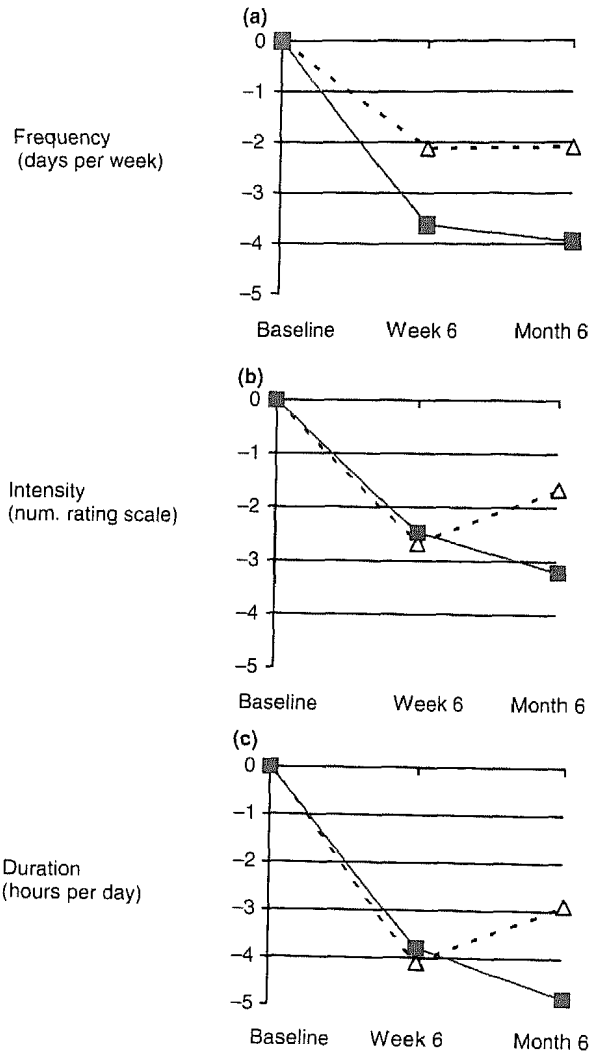 (a)
Frequency
(days per week)
0
−1
−2
−3
−4
−5
Baseline Week 6 Month 6
(b)
Intensity
(num. rating scale)
0
−1
−2
−3
−4
−5
Baseline Week 6 Month 6
(c)
Duration
(hours per day)
0
−1
−2
−3
−4
−5
Baseline Week 6 Month 6